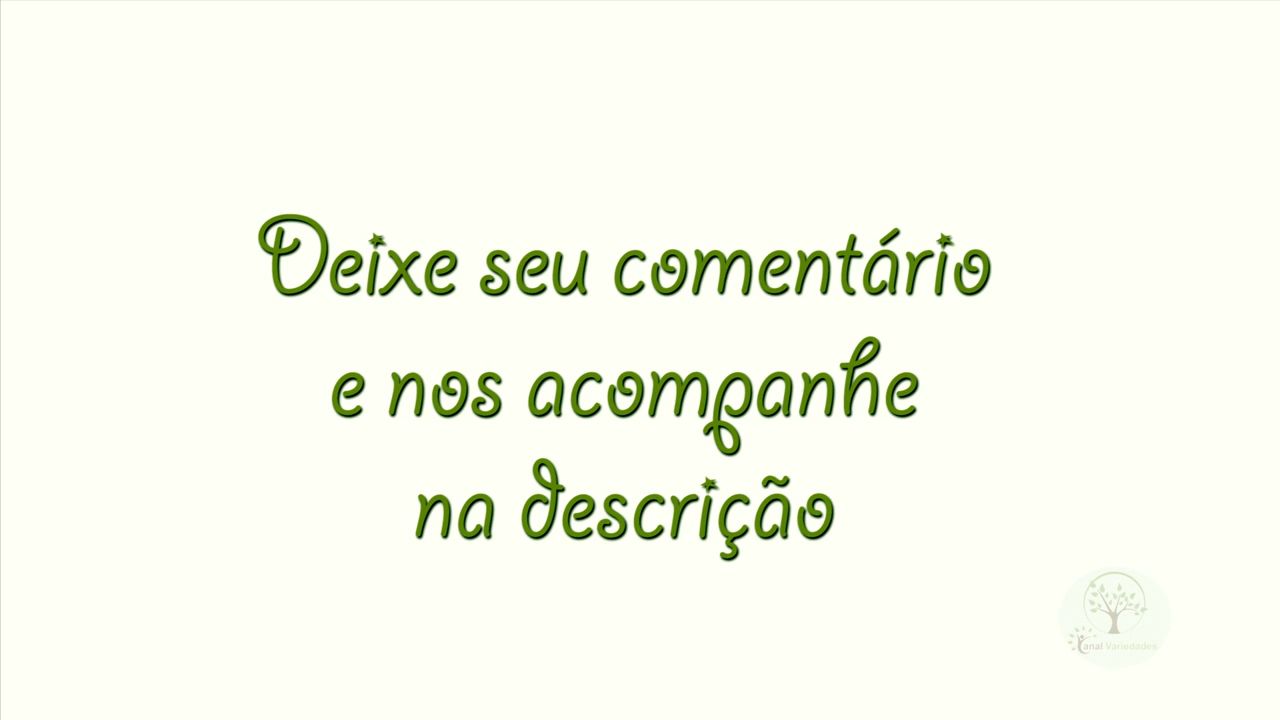 Deixe seu comentário
e nos acompanhe
na descrição
Canal Variedades